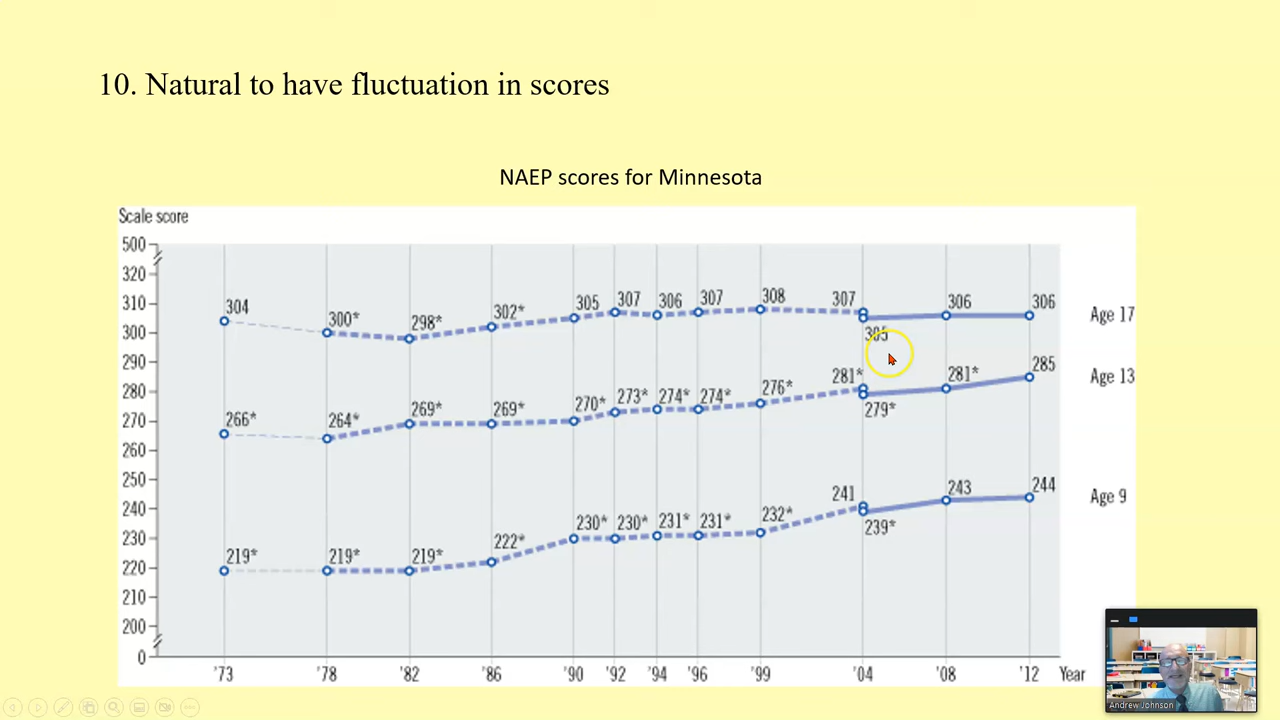 10. Natural to have fluctuation in scores
NAEP scores for Minnesota
Scale score
500
320
310
300
290
280
270
260
250
240
230
220
210
200
0
304 300* 298* 302* 305 307 306 307 308 307 305 306 306 Age 17
266* 264* 269* 269* 270* 273* 274* 274* 276* 281* 279* 281* 285 Age 13
219* 219* 219* 222* 230* 230* 231* 231* 232* 241 239* 243 244 Age 9
'73 '78 '82 '86 '90 '92 '94 '96 '99 '04 '08 '12 Year
Andrew Johnson